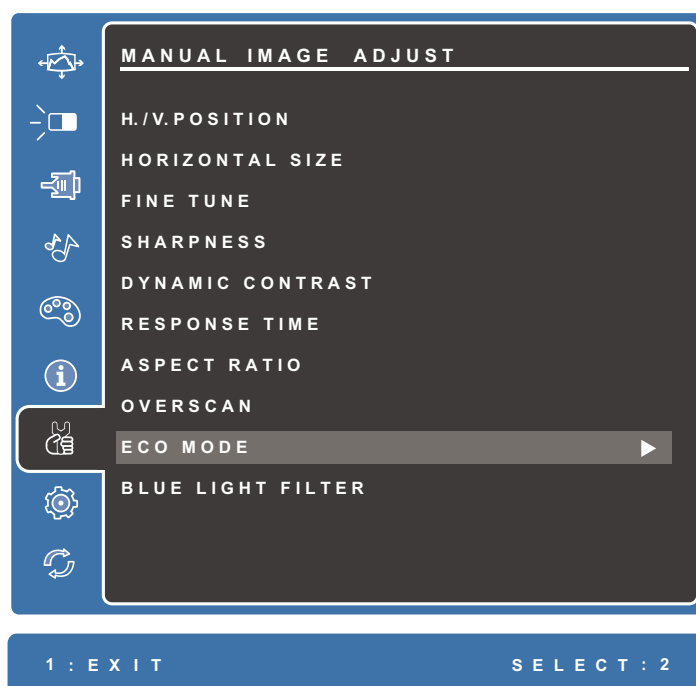 MANUAL IMAGE ADJUST
H./V.POSITION
HORIZONTAL SIZE
FINE TUNE
SHARPNESS
DYNAMIC CONTRAST
RESPONSE TIME
ASPECT RATIO
OVERSCAN
ECO MODE
BLUE LIGHT FILTER
1:EXIT SELECT:2